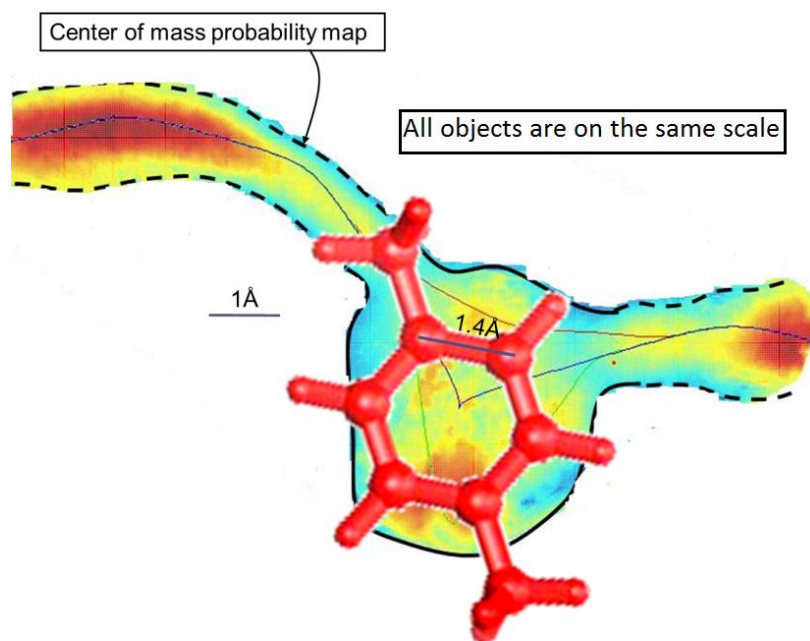 Center of mass probability map
All objects are on the same scale
1Å
1.4Å